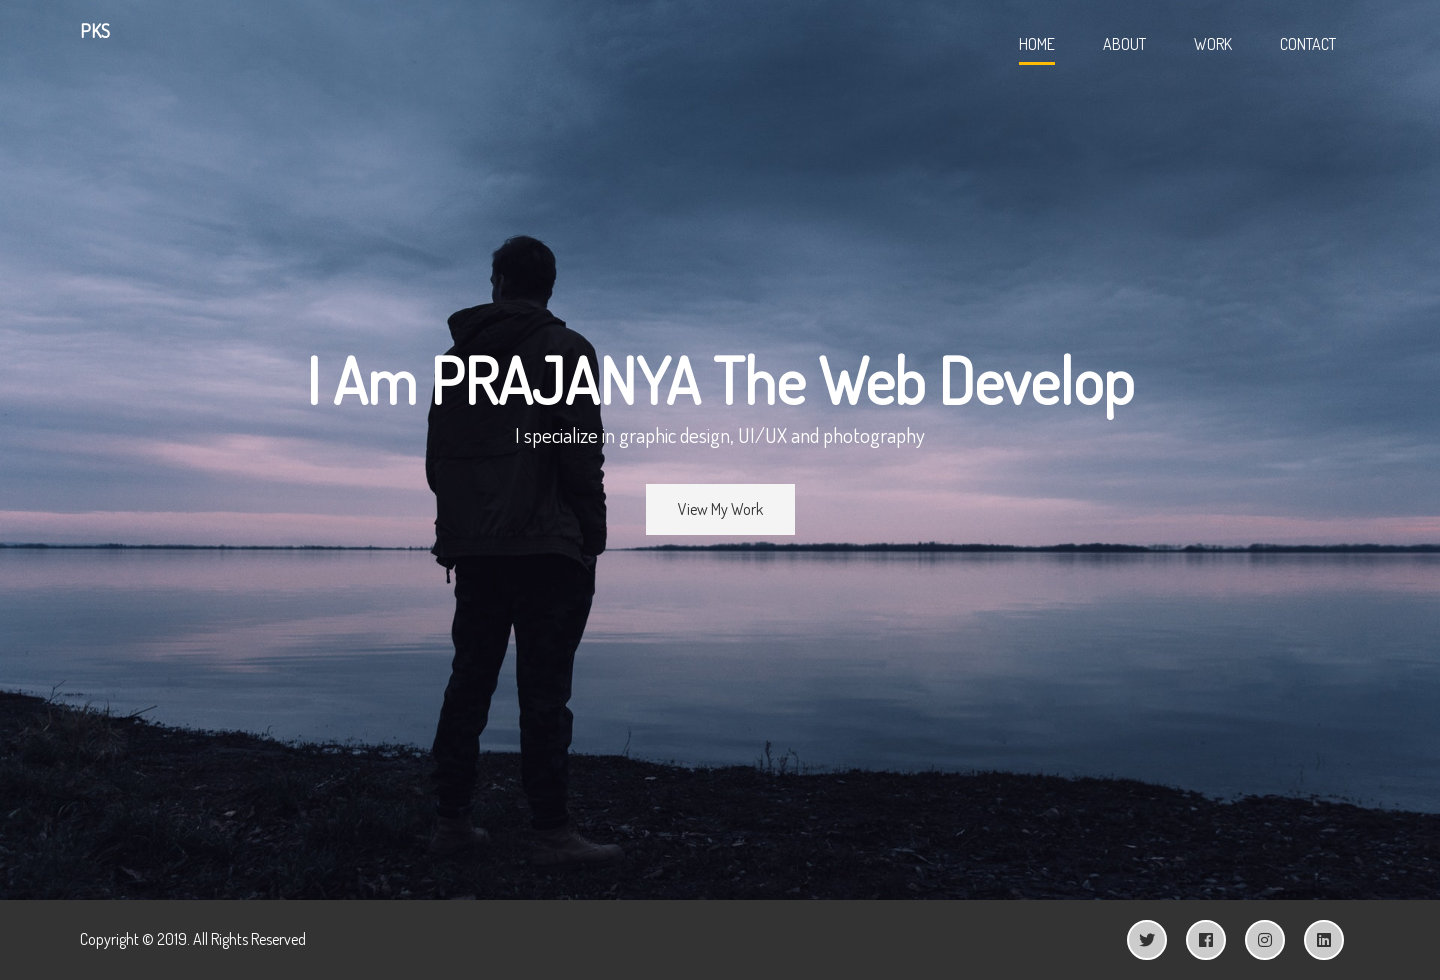 PKS
HOME ABOUT WORK CONTACT
I Am PRAJANYA The Web Develop
I specialize in graphic design, UI/UX and photography
View My Work
Copyright © 2019. All Rights Reserved